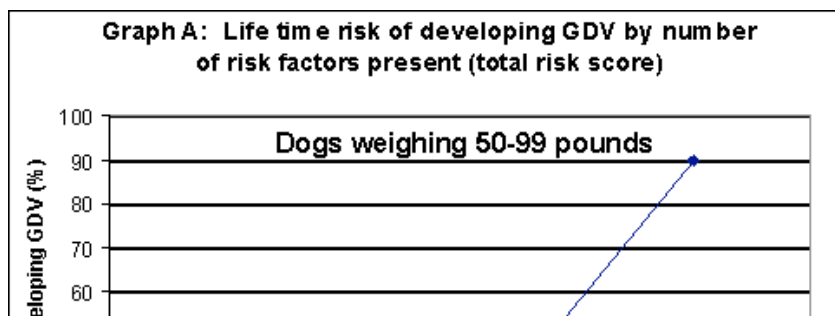 Graph A: Life time risk of developing GDV by number
of risk factors present (total risk score)
Dogs weighing 50-99 pounds
100
90
80
70
60
GDV (%)